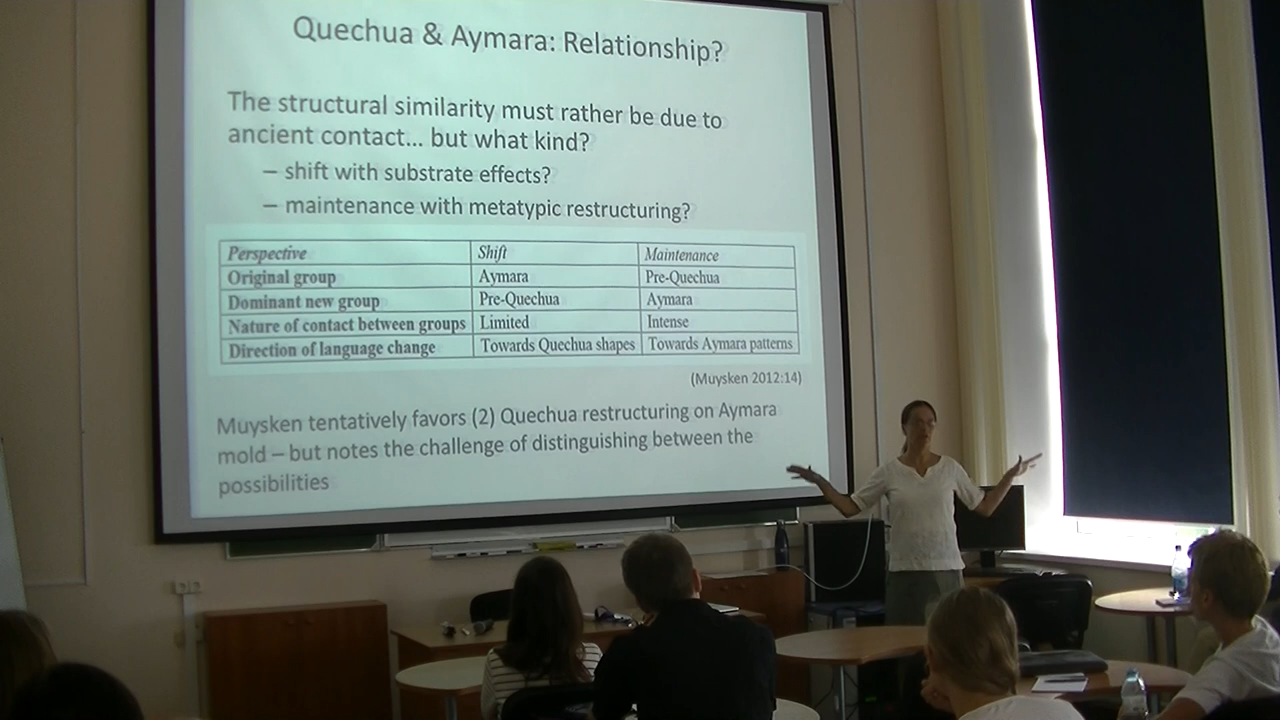 Quechua & Aymara: Relationship?
The structural similarity must rather be due to
ancient contact... but what kind?
– shift with substrate effects?
– maintenance with metatypic restructuring?
Perspective Shift Maintenance
Original group Aymara Pre-Quechua
Dominant new group Pre-Quechua Aymara
Nature of contact between groups Limited Intense
Direction of language change Towards Quechua shapes Towards Aymara patterns
(Muysken 2012:14)
Muysken tentatively favors (2) Quechua restructuring on Aymara
mold – but notes the challenge of distinguishing between the
possibilities